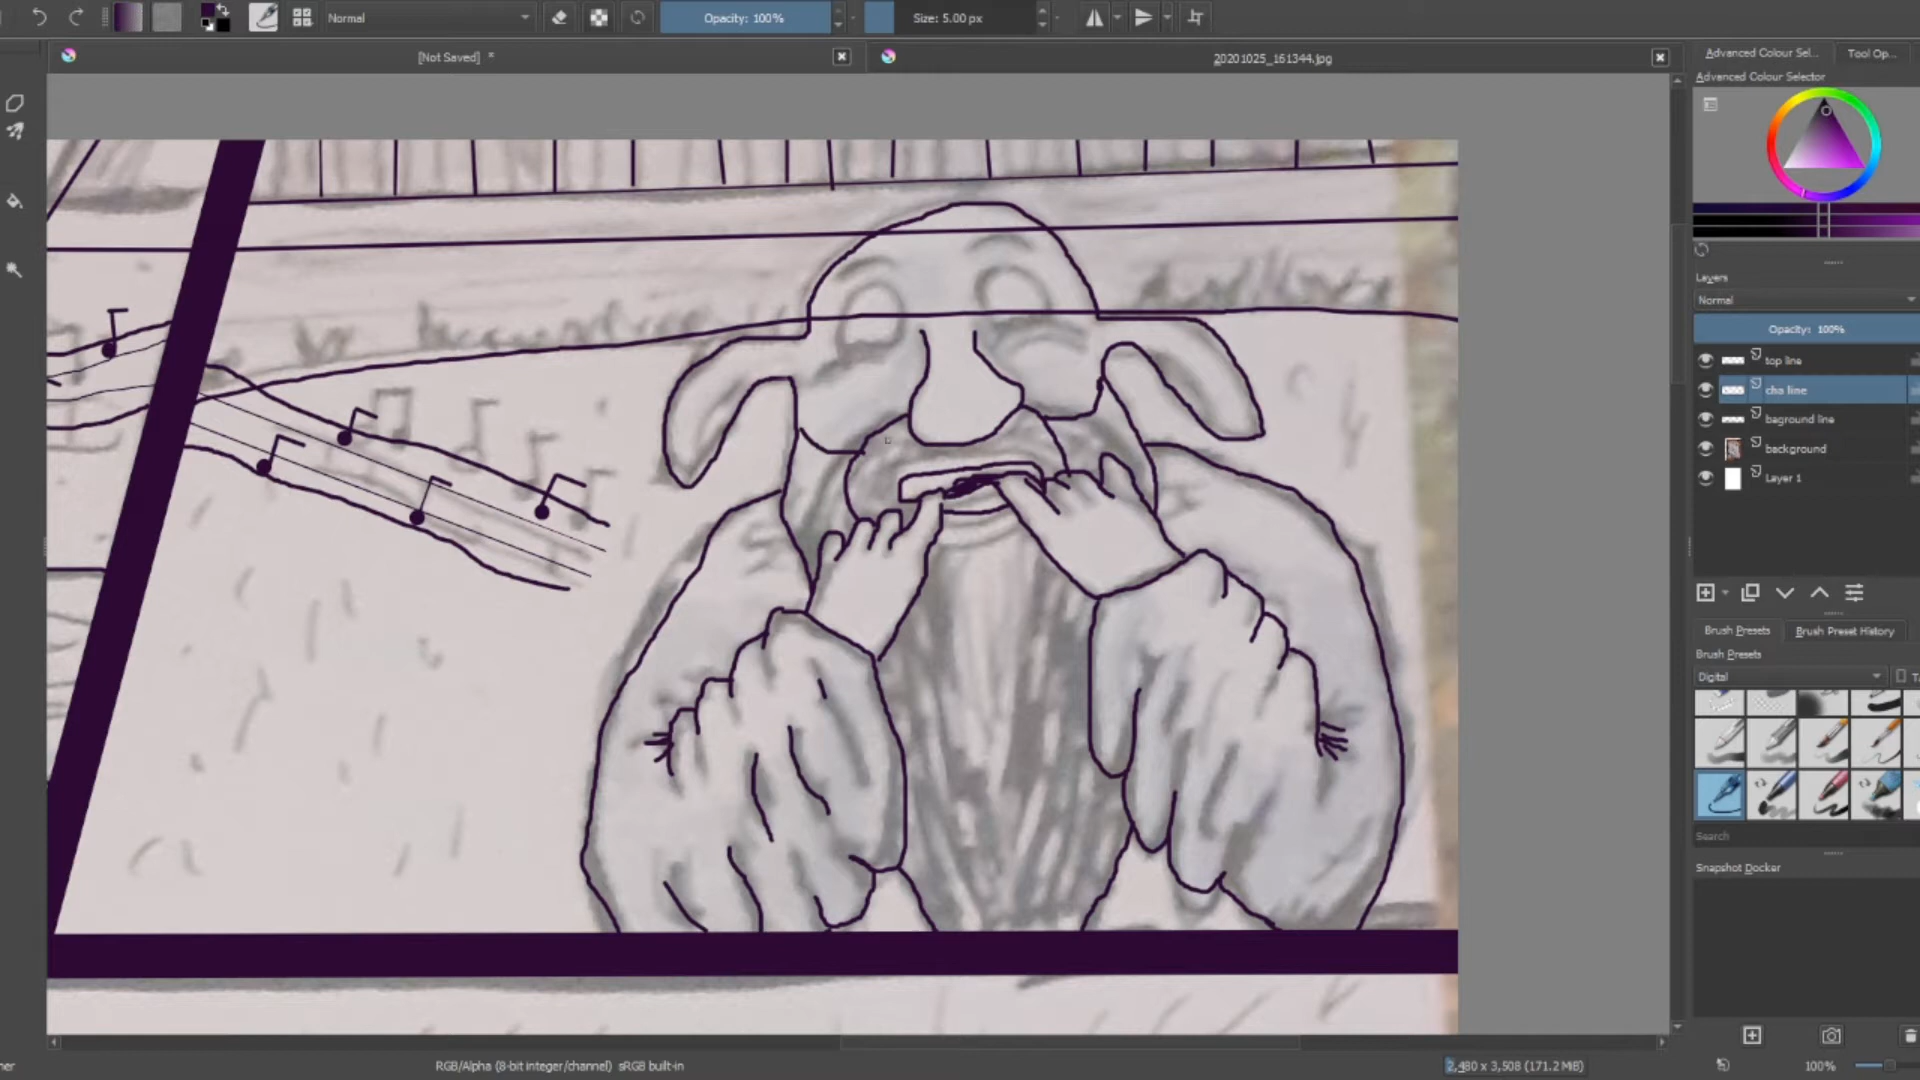 Normal
Opacity: 100%
Size: 5.00 px
[Not Saved] *
20201025_161344.jpg
Advanced Colour Sel...
Tool Op...
Advanced Colour Selector
Layers
Normal
Opacity: 100%
top line
cha line
baground line
background
Layer 1
Brush Presets
Brush Preset History
Brush Presets
Digital
Search
Snapshot Docker
RGB/Alpha (8-bit integer/channel) sRGB built-in
2,480 x 3,508 (171.2 MiB)
100%